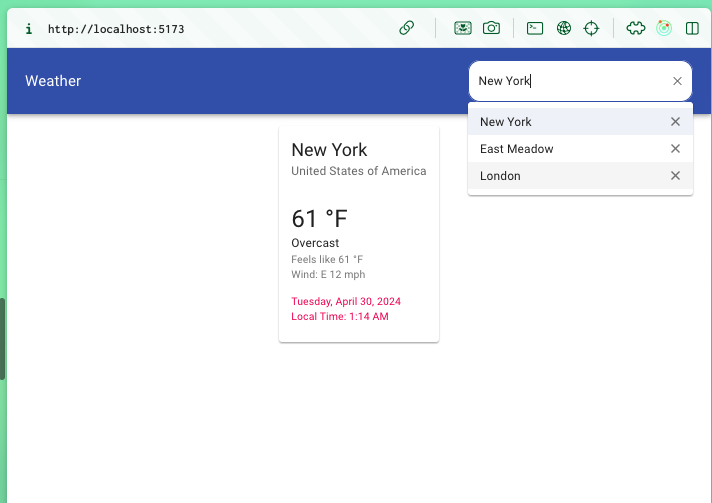 http://localhost:5173
Weather
New York
New York
East Meadow
London
New York
United States of America
61 °F
Overcast
Feels like 61 °F
Wind: E 12 mph
Tuesday, April 30, 2024
Local Time: 1:14 AM